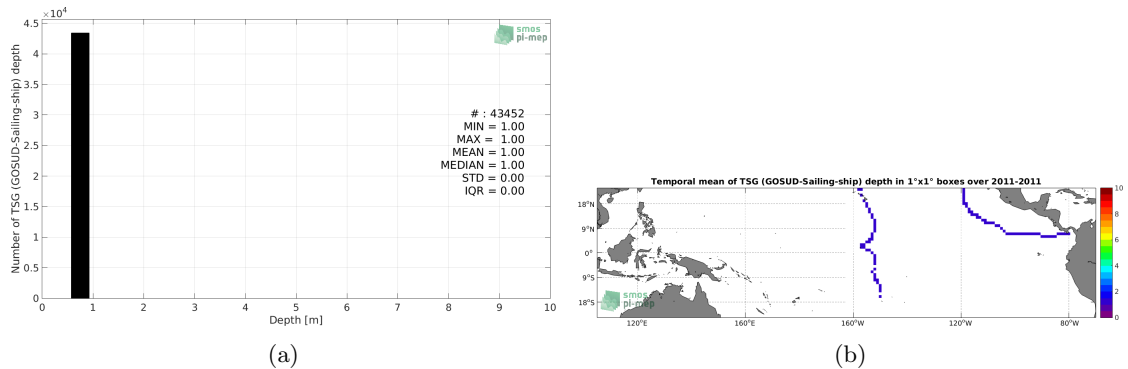 ×10⁴
4.5
4
3.5
3
2.5
2
1.5
1
0.5
0
Number of TSG (GOSUD-Sailing-ship) depth
smos
pi-mep
# : 43452
MIN = 1.00
MAX = 1.00
MEAN = 1.00
MEDIAN = 1.00
STD = 0.00
IQR = 0.00
0 1 2 3 4 5 6 7 8 9 10
Depth [m]
(a)
Temporal mean of TSG (GOSUD-Sailing-ship) depth in 1°x1° boxes over 2011-2011
18°N
9°N
0°
9°S
18°S
smos
pi-mep
120°E 160°E 160°W 120°W 80°W
10
8
6
4
2
0
(b)